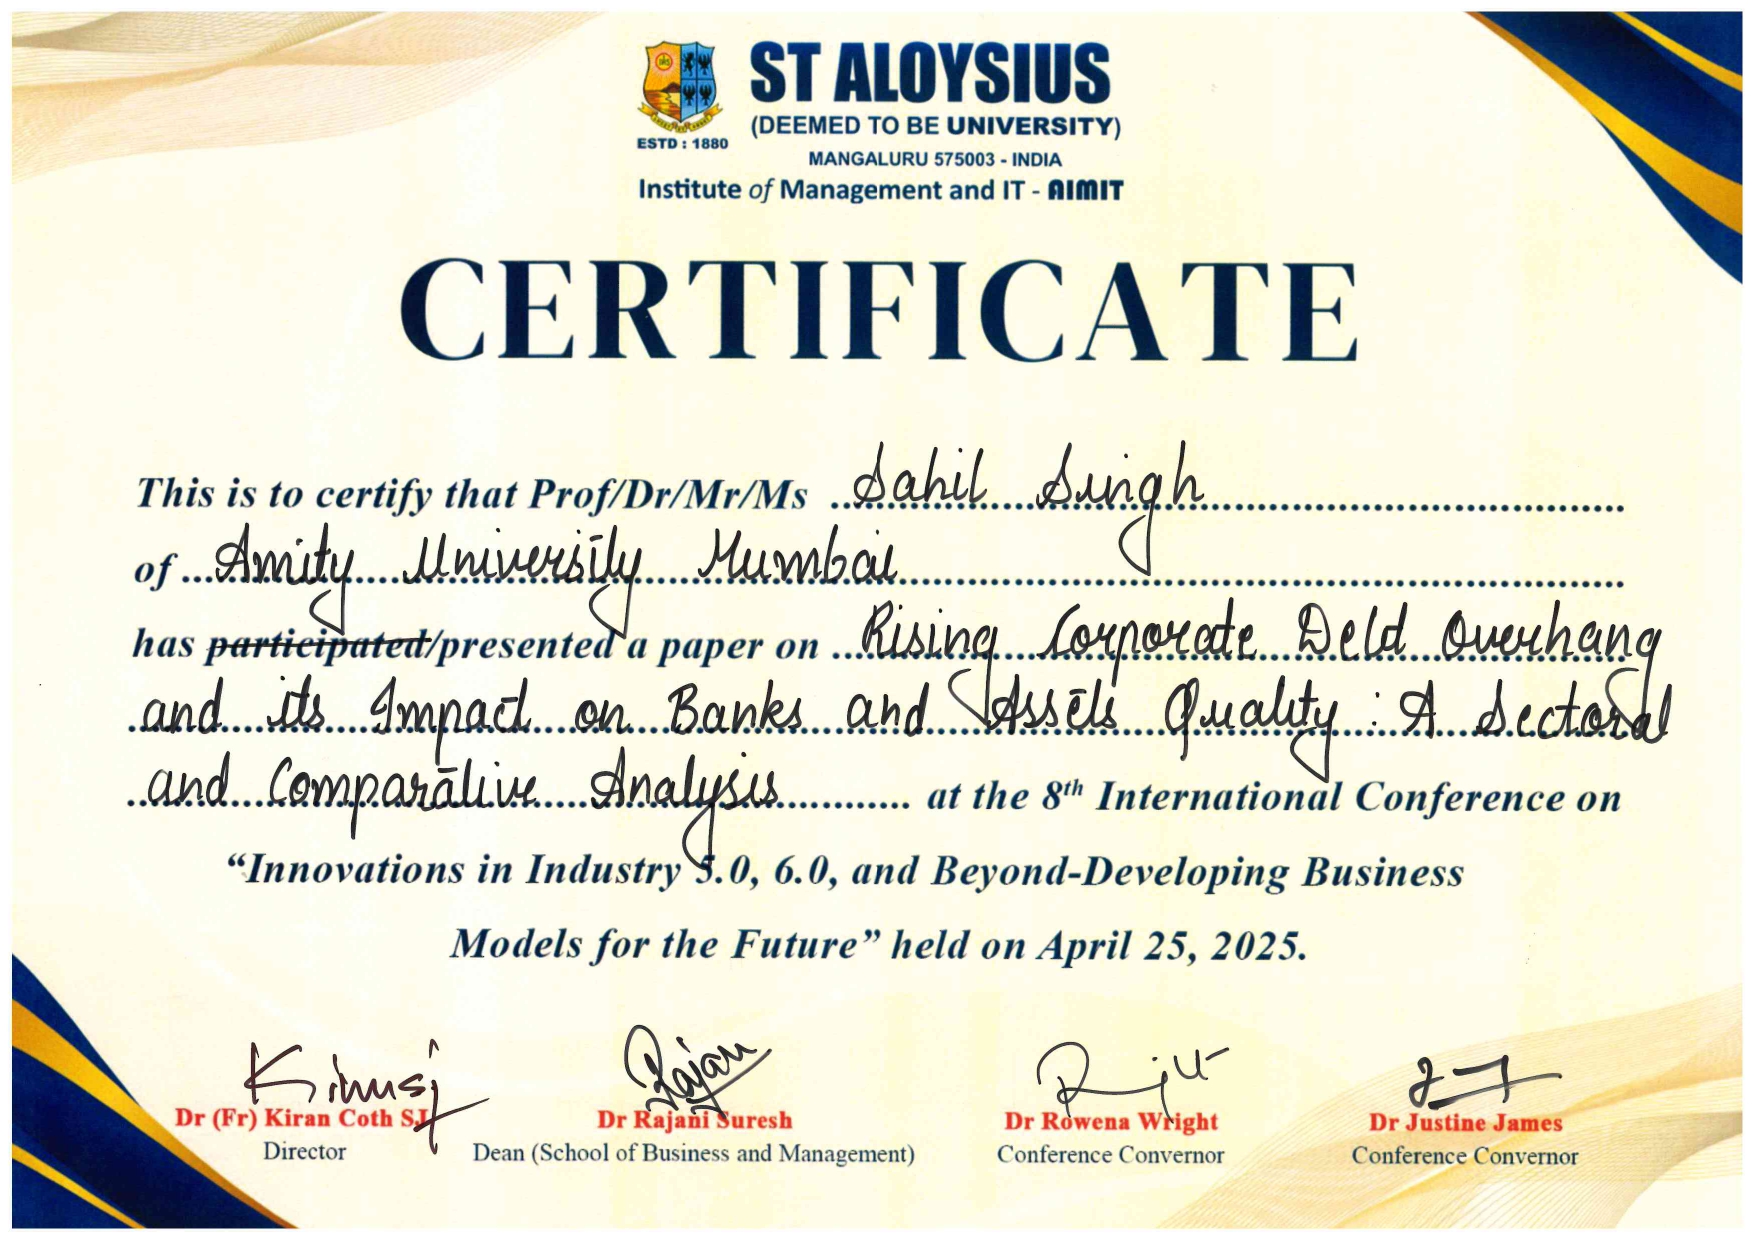 ST ALOYSIUS
(DEEMED TO BE UNIVERSITY)
ESTD : 1880
MANGALURU 575003 - INDIA
Institute of Management and IT - AIMIT
CERTIFICATE
This is to certify that Prof/Dr/Mr/Ms Sahil Singh
of Amity University Mumbai
has participated/presented a paper on Rising Corporate Debt Overhang
and its Impact on Banks and Assets Quality : A Sectoral
and Comparative Analysis at the 8th International Conference on
“Innovations in Industry 5.0, 6.0, and Beyond-Developing Business
Models for the Future” held on April 25, 2025.
Dr (Fr) Kiran Coth SJ Dr Rajani Suresh Dr Rowena Wright Dr Justine James
Director Dean (School of Business and Management) Conference Convernor Conference Convernor